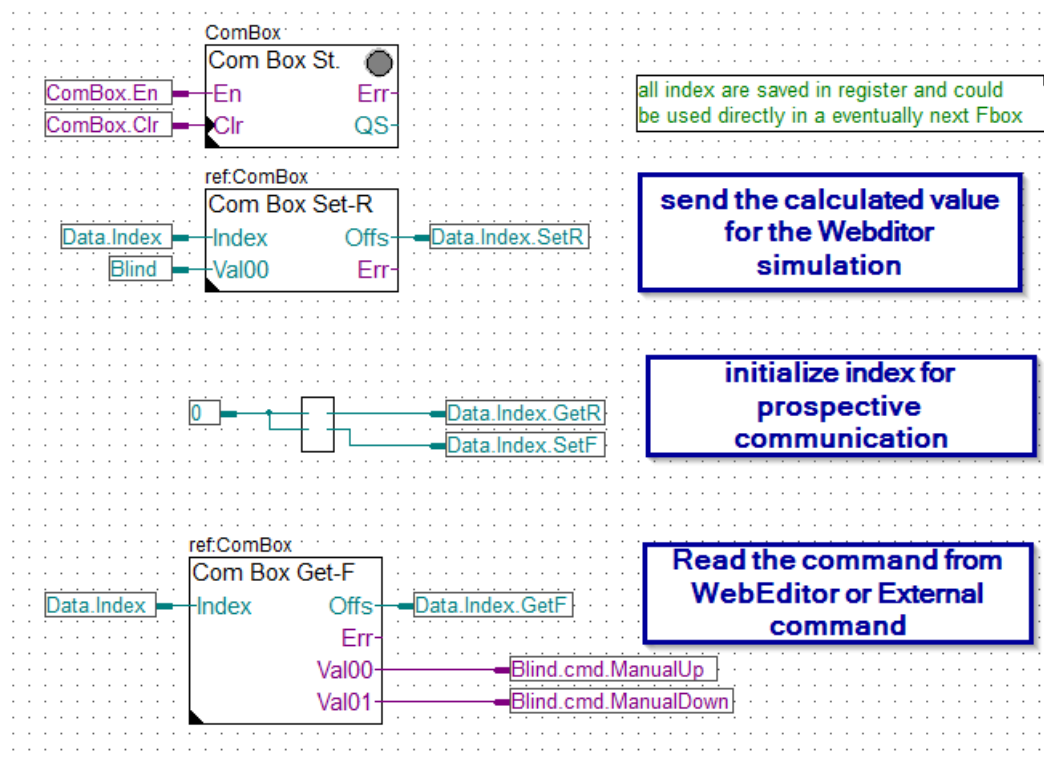 ComBox
Com Box St.
ComBox.En
En
Err
ComBox.Clr
Clr
QS
all index are saved in register and could
be used directly in a eventually next Fbox
ref:ComBox
Com Box Set-R
Data.Index
Index
Offs
Data.Index.SetR
Blind
Val00
Err
send the calculated value
for the Webditor
simulation
0
Data.Index.GetR
Data.Index.SetF
initialize index for
prospective
communication
ref:ComBox
Com Box Get-F
Data.Index
Index
Offs
Data.Index.GetF
Err
Val00
Blind.cmd.ManualUp
Val01
Blind.cmd.ManualDown
Read the command from
WebEditor or External
command